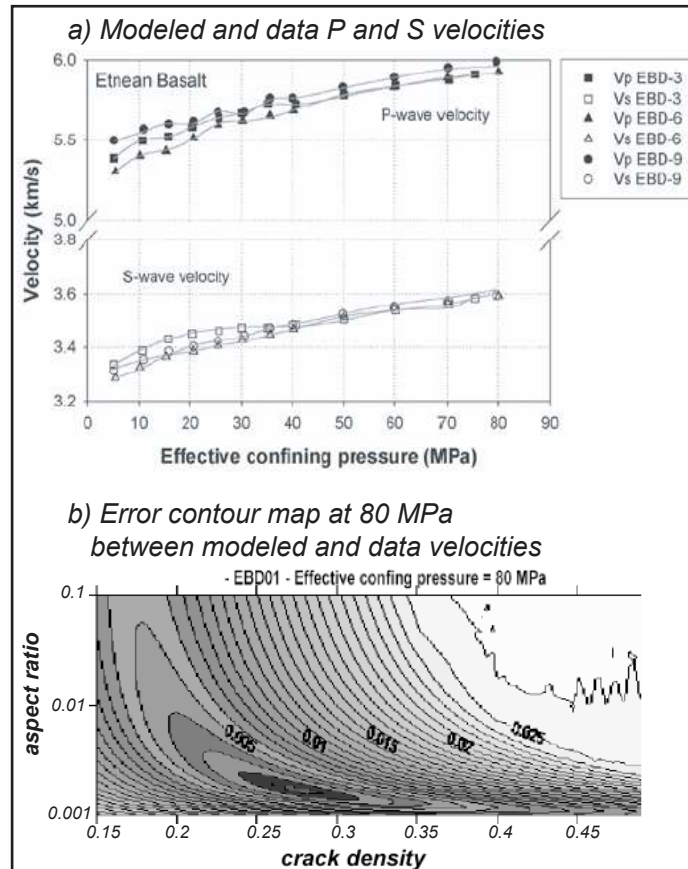 a) Modeled and data P and S velocities
Etnean Basalt
P-wave velocity
S-wave velocity
6.0
5.5
5.0
3.8
3.6
3.4
3.2
Velocity (km/s)
0 10 20 30 40 50 60 70 80 90
Effective confining pressure (MPa)
Vp EBD-3
Vs EBD-3
Vp EBD-6
Vs EBD-6
Vp EBD-9
Vs EBD-9
b) Error contour map at 80 MPa
between modeled and data velocities
- EBD01 - Effective confing pressure = 80 MPa
0.1
0.01
0.001
aspect ratio
0.005 0.01 0.015 0.02 0.025
0.15 0.2 0.25 0.3 0.35 0.4 0.45
crack density